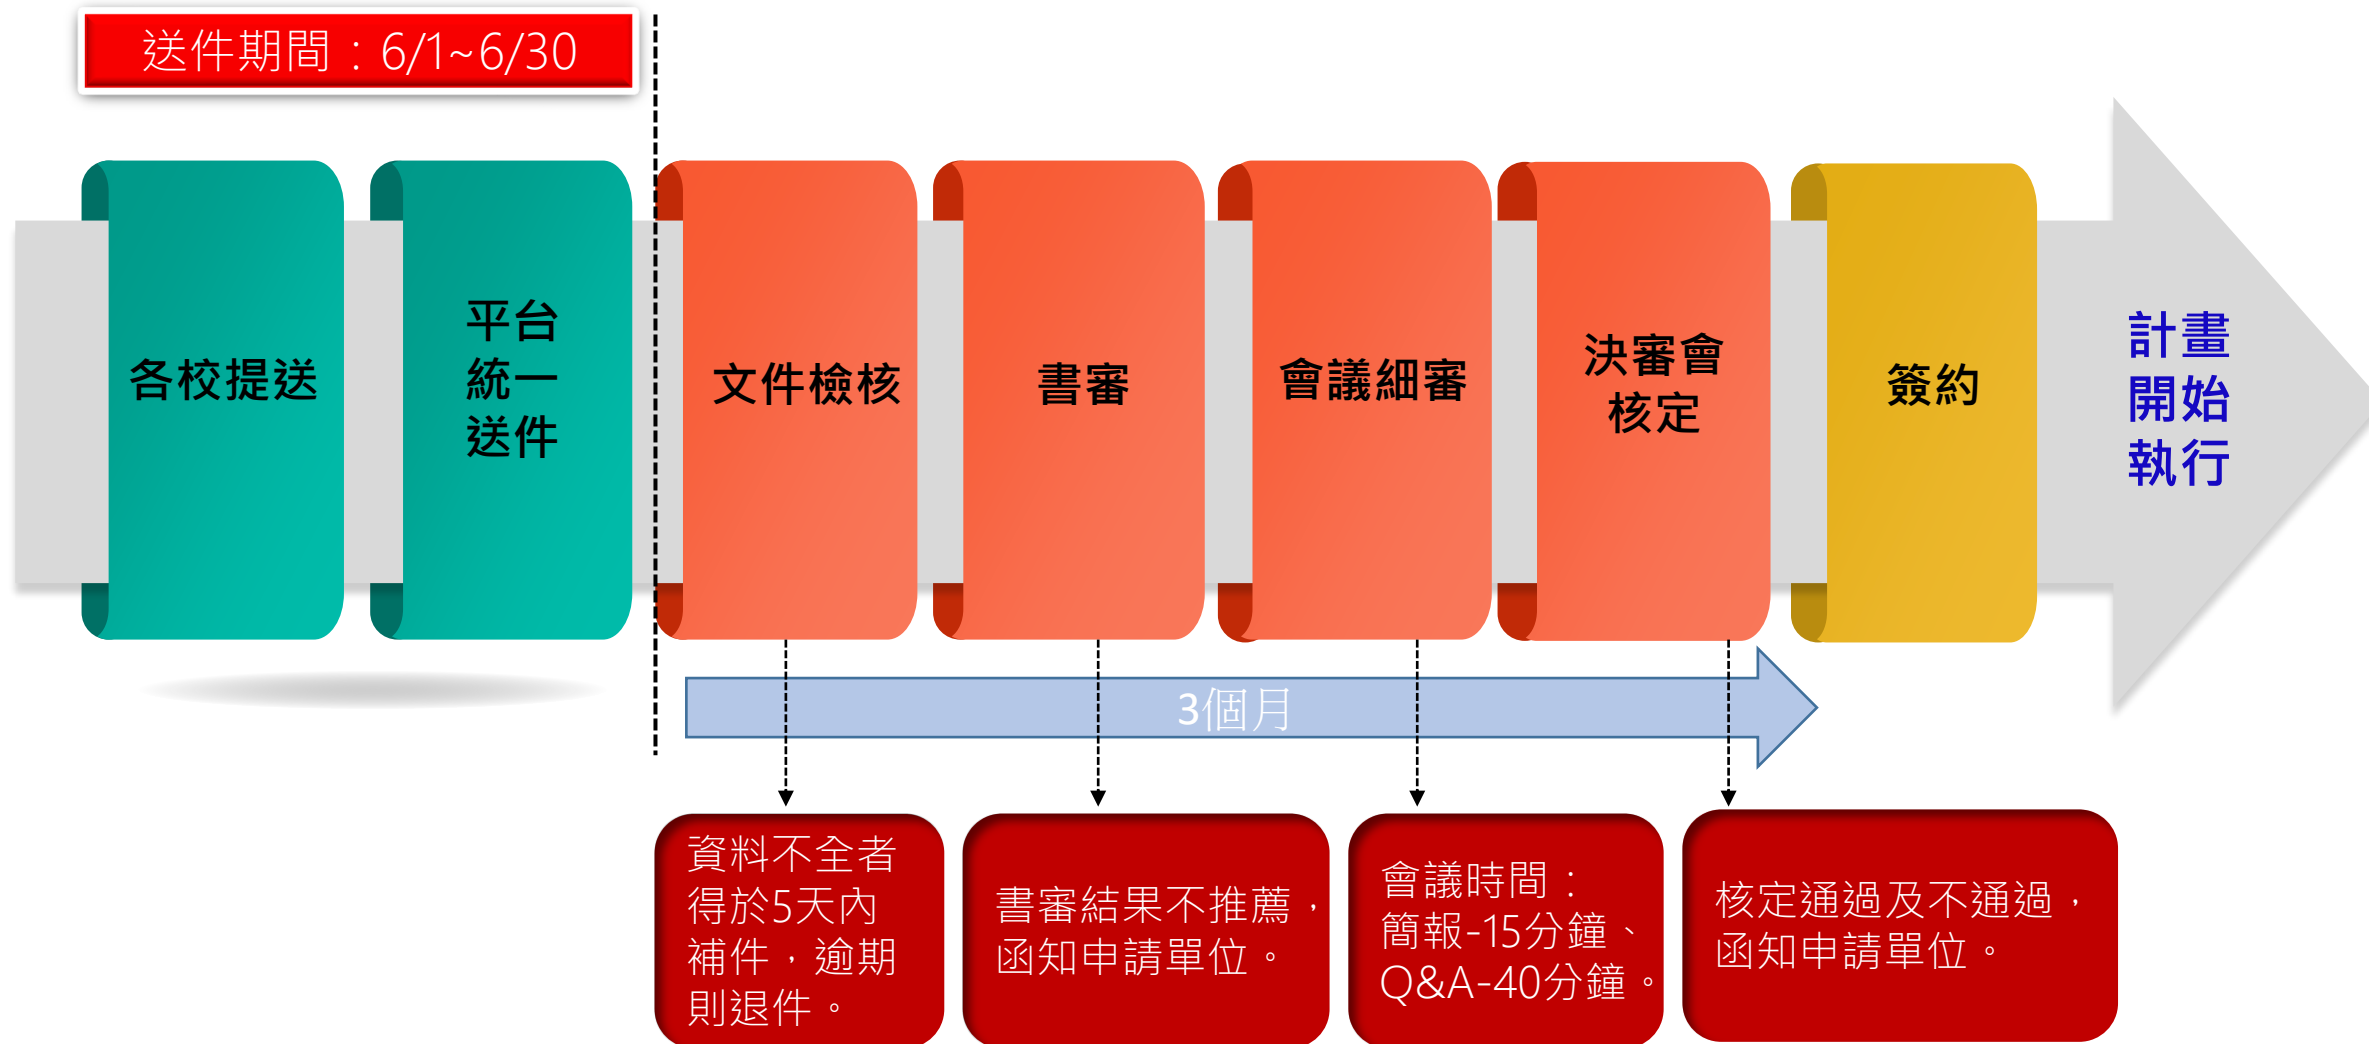 送件期間：6/1~6/30
各校提送
平台
統一
送件
文件檢核
書審
會議細審
決審會
核定
簽約
計畫
開始
執行
3個月
資料不全者
得於5天內
補件，逾期
則退件。
書審結果不推薦，
函知申請單位。
會議時間：
簡報-15分鐘、
Q&A-40分鐘。
核定通過及不通過，
函知申請單位。